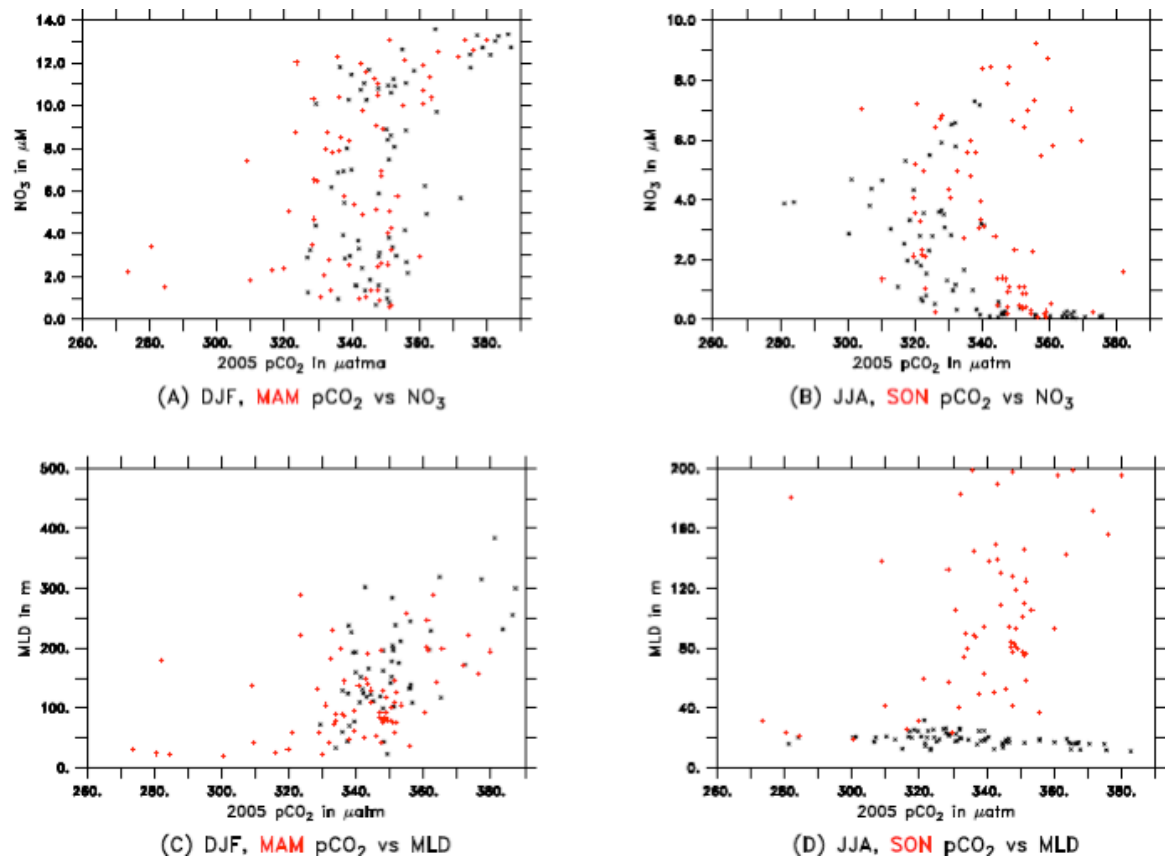 14.0
12.0
10.0
8.0
6.0
4.0
2.0
0.0
NO₃ in μM
260. 280. 300. 320. 340. 360. 380.
2005 pCO₂ in μatma
(A) DJF, MAM pCO₂ vs NO₃
10.0
8.0
6.0
4.0
2.0
0.0
NO₃ in μM
260. 280. 300. 320. 340. 360. 380.
2005 pCO₂ in μatm
(B) JJA, SON pCO₂ vs NO₃
500.
400.
300.
200.
100.
0.
MLD in m
260. 280. 300. 320. 340. 360. 380.
2005 pCO₂ in μatm
(C) DJF, MAM pCO₂ vs MLD
200.
160.
120.
80.
40.
0.
MLD in m
260. 280. 300. 320. 340. 360. 380.
2005 pCO₂ in μatm
(D) JJA, SON pCO₂ vs MLD